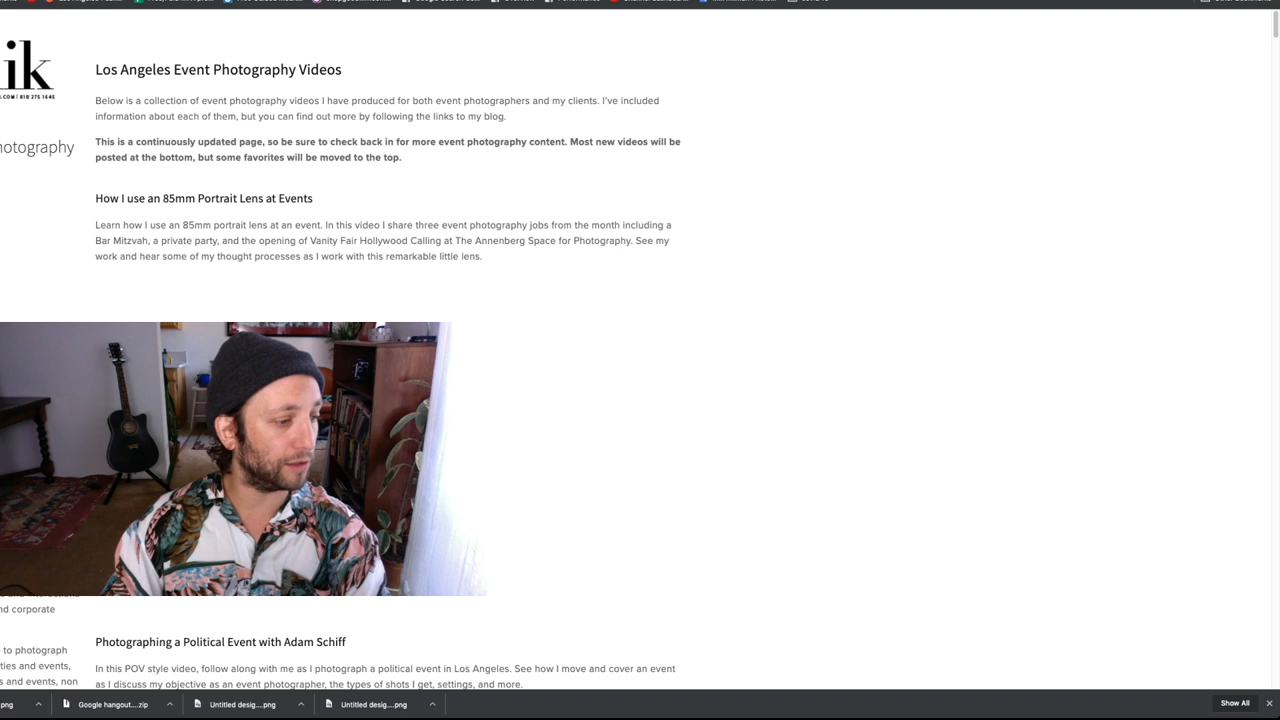 ik
.COM | 818 275 1645
hotography
Los Angeles Event Photography Videos
Below is a collection of event photography videos I have produced for both event photographers and my clients. I've included
information about each of them, but you can find out more by following the links to my blog.
This is a continuously updated page, so be sure to check back in for more event photography content. Most new videos will be
posted at the bottom, but some favorites will be moved to the top.
How I use an 85mm Portrait Lens at Events
Learn how I use an 85mm portrait lens at an event. In this video I share three event photography jobs from the month including a
Bar Mitzvah, a private party, and the opening of Vanity Fair Hollywood Calling at The Annenberg Space for Photography. See my
work and hear some of my thought processes as I work with this remarkable little lens.
nd corporate
to photograph
ties and events,
s and events, non
Photographing a Political Event with Adam Schiff
In this POV style video, follow along with me as I photograph a political event in Los Angeles. See how I move and cover an event
as I discuss my objective as an event photographer, the types of shots I get, settings, and more.
.png
Google hangout....zip
Untitled desig....png
Untitled desig....png
Show All